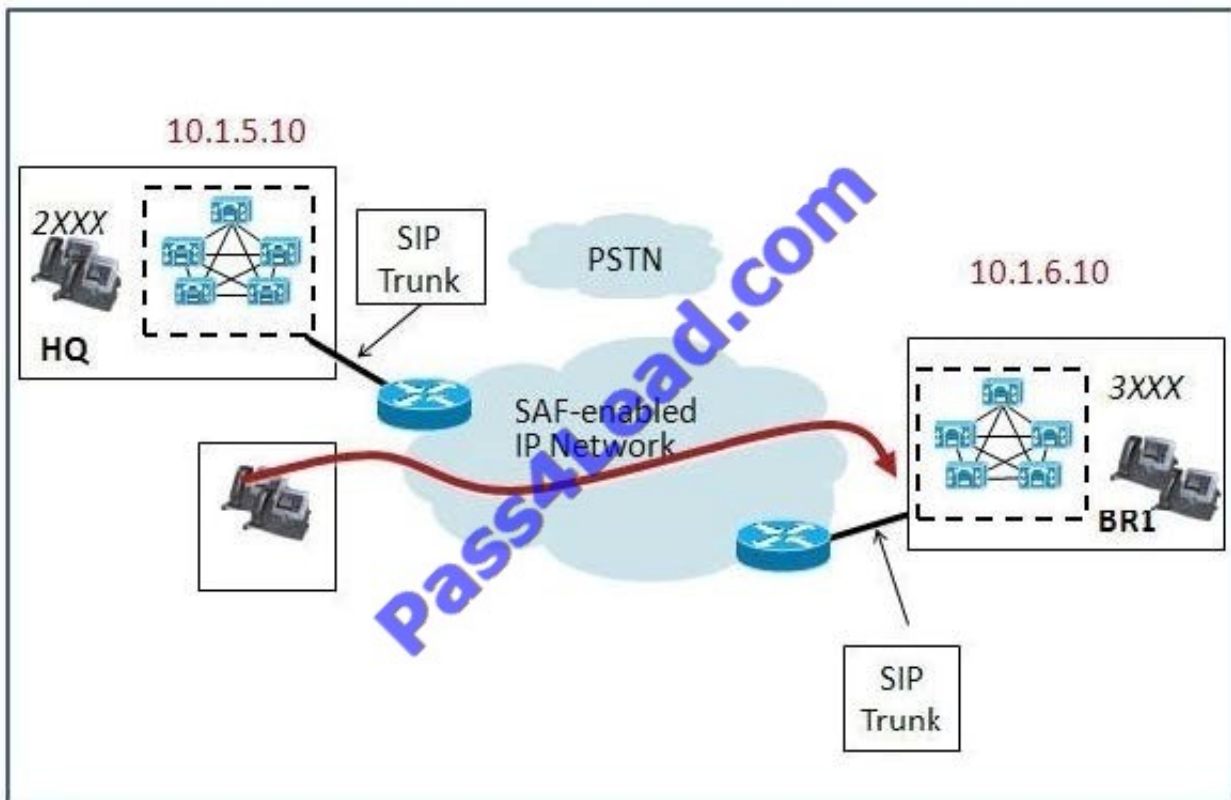 10.1.5.10
2XXX
HQ
SIP
Trunk
PSTN
10.1.6.10
SAF-enabled
IP Network
3XXX
BR1
SIP
Trunk
Pass4Lead.com